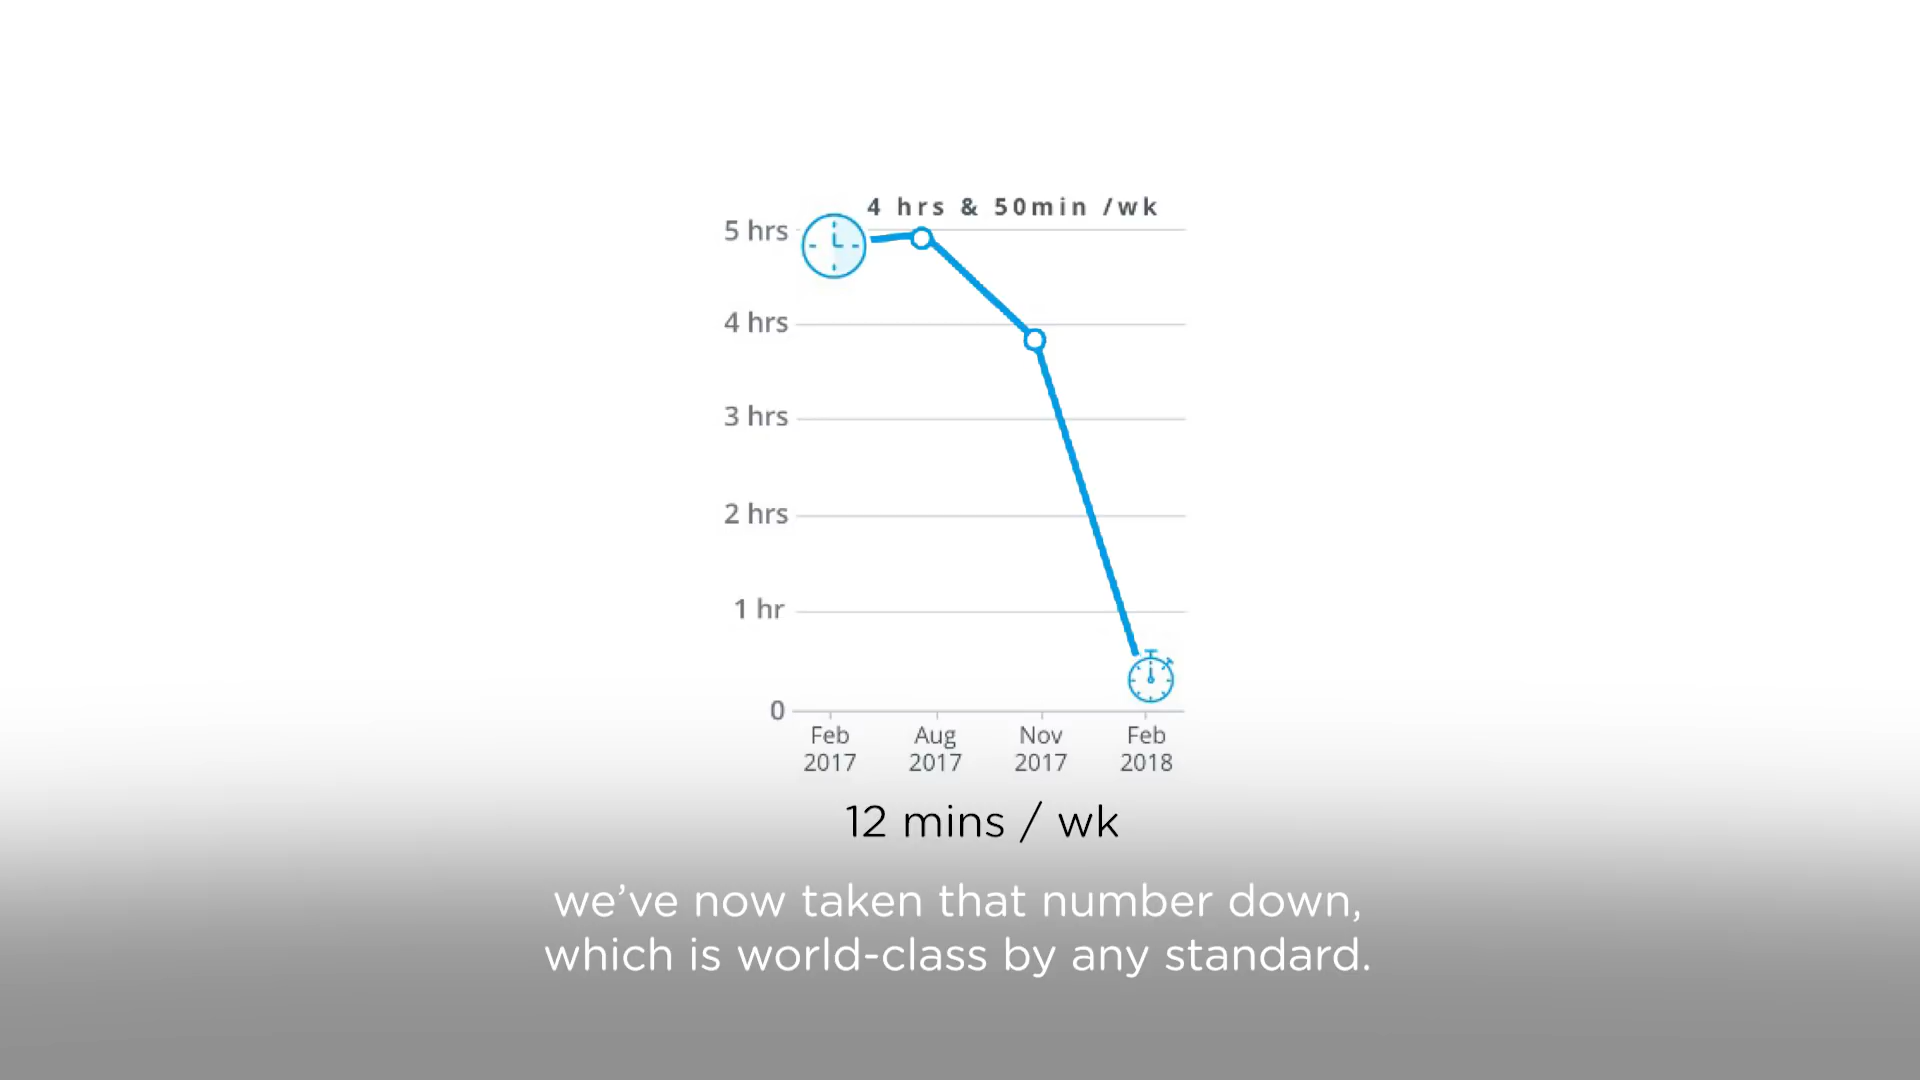 4 hrs & 50min /wk
5 hrs
4 hrs
3 hrs
2 hrs
1 hr
0
Feb Aug Nov Feb
2017 2017 2017 2018
12 mins / wk
we’ve now taken that number down,
which is world-class by any standard.